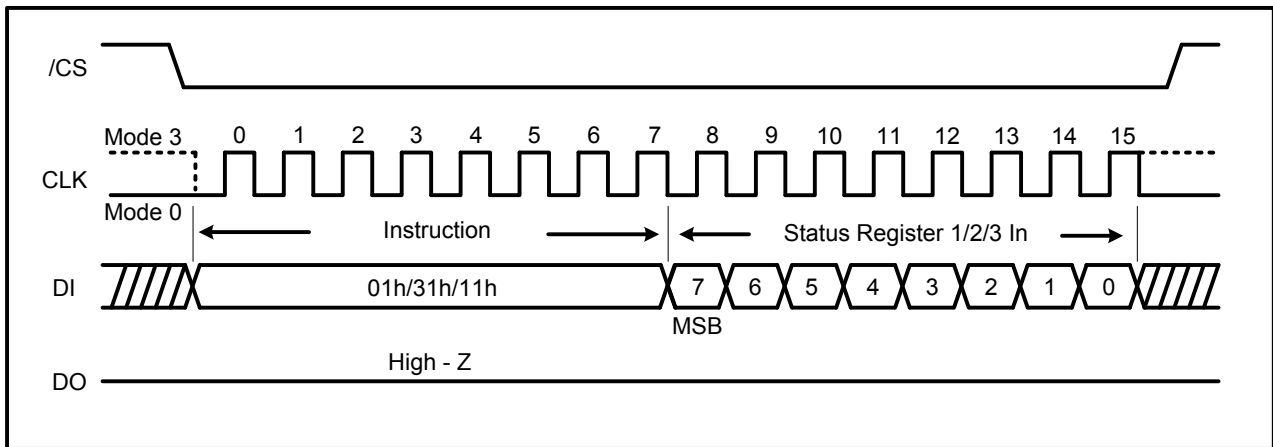 /CS
Mode 3 0 1 2 3 4 5 6 7 8 9 10 11 12 13 14 15
CLK
Mode 0
Instruction Status Register 1/2/3 In
DI 01h/31h/11h 7 6 5 4 3 2 1 0
MSB
High - Z
DO